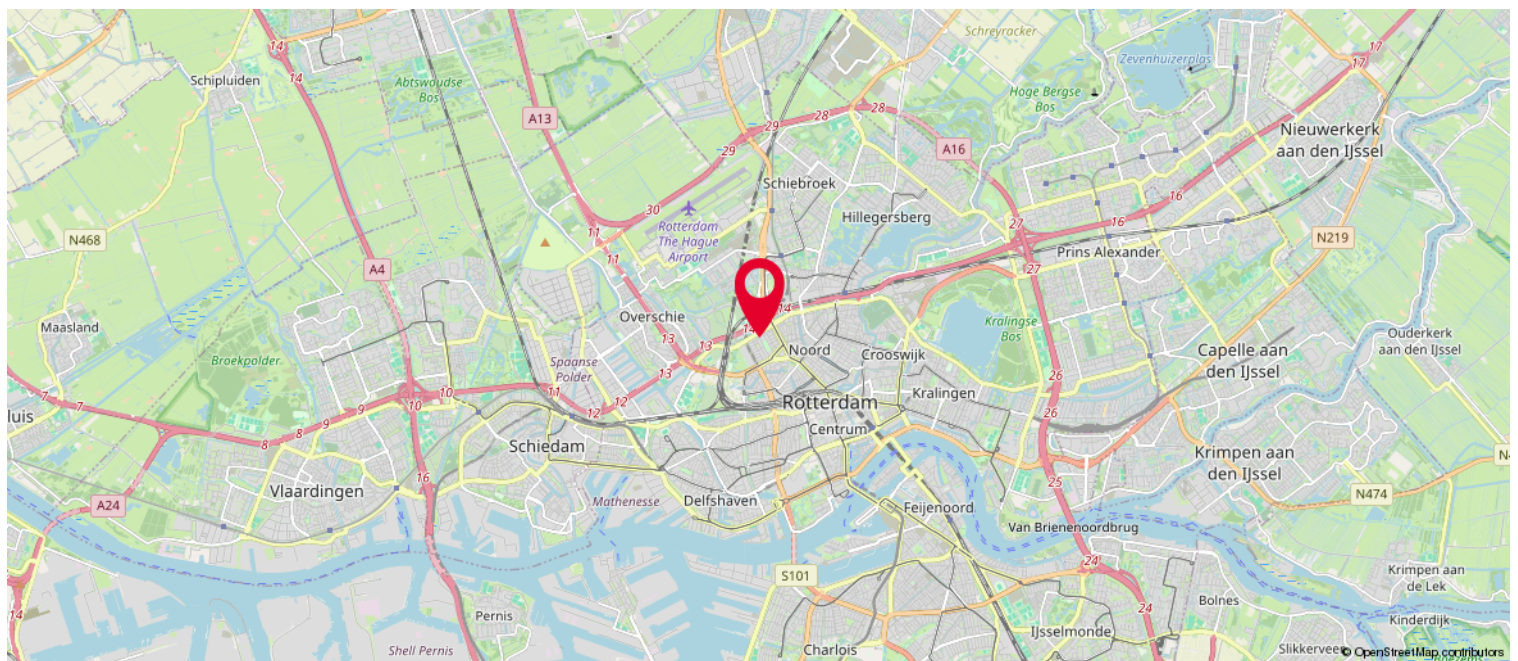 14
17
Schreyracker
Zevenhuizerplas
17
Schipluiden
14
Abtswoudse
Bos
Hoge Bergse
Bos
A13
28
28
29
Nieuwerkerk
aan den IJssel
29
A16
Schiebroek
16
30
Hillegersberg
16
Rotterdam
The Hague
Airport
11
27
N468
N219
11
Prins Alexander
A4
27
14
Overschie
Kralingse
Bos
Maasland
14
13
Ouderkerk
aan den IJssel
Broekpolder
Spaanse
Polder
13
Noord
Crooswijk
Capelle aan
den IJssel
13
26
7
7
10
10
11
Kralingen
10
9
12
12
Rotterdam
26
luis
9
Centrum
8
8
Schiedam
Krimpen aan
den IJssel
16
25
Vlaardingen
Mathenesse
Delfshaven
N474
A24
Feijenoord
Van Brienenoordbrug
24
S101
Krimpen aan
de Lek
14
Bolnes
24
Pernis
Kinderdijk
IJsselmonde
Shell Pernis
Charlois
Slikkerveer
© OpenStreetMap contributors